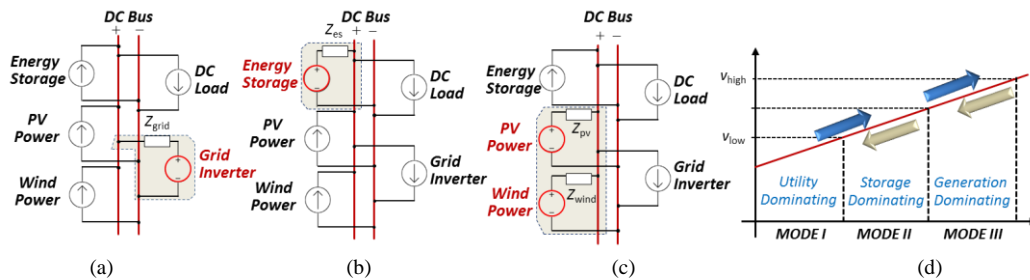 DC Bus
+ −
Energy
Storage
DC
Load
PV
Power
Z_grid
Grid
Inverter
Wind
Power
(a)
DC Bus
Z_es
+ −
Energy
Storage
DC
Load
PV
Power
Grid
Inverter
Wind
Power
(b)
DC Bus
+ −
Energy
Storage
DC
Load
PV
Power
Z_pv
Grid
Inverter
Wind
Power
Z_wind
(c)
v_high
v_low
Utility
Dominating
Storage
Dominating
Generation
Dominating
MODE I
MODE II
MODE III
(d)